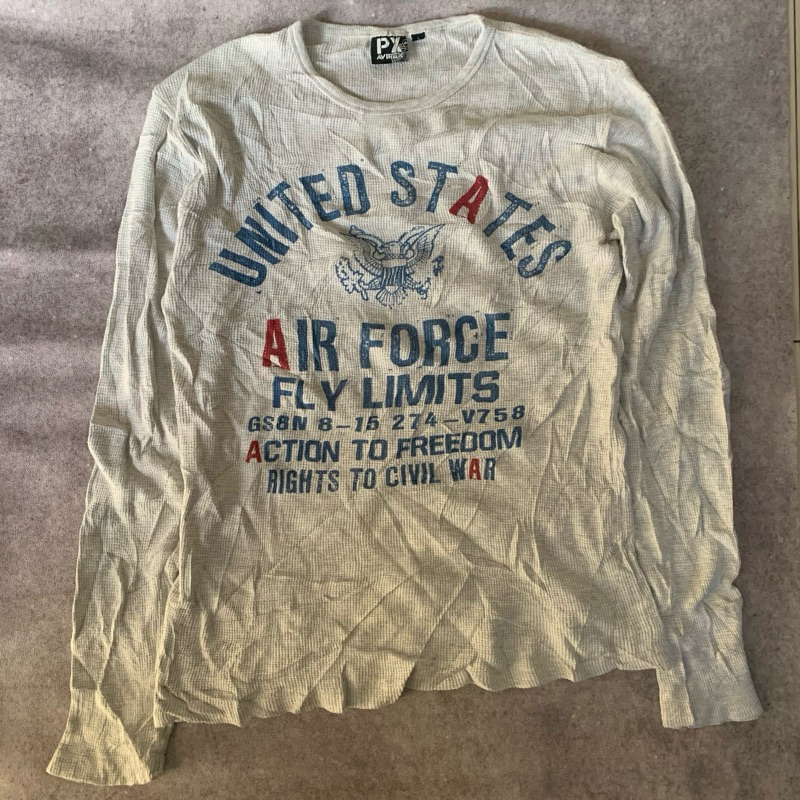 PX
AVIREX
UNITED STATES
AIR FORCE
FLY LIMITS
GS8N 8-15 274-V758
ACTION TO FREEDOM
RIGHTS TO CIVIL WAR